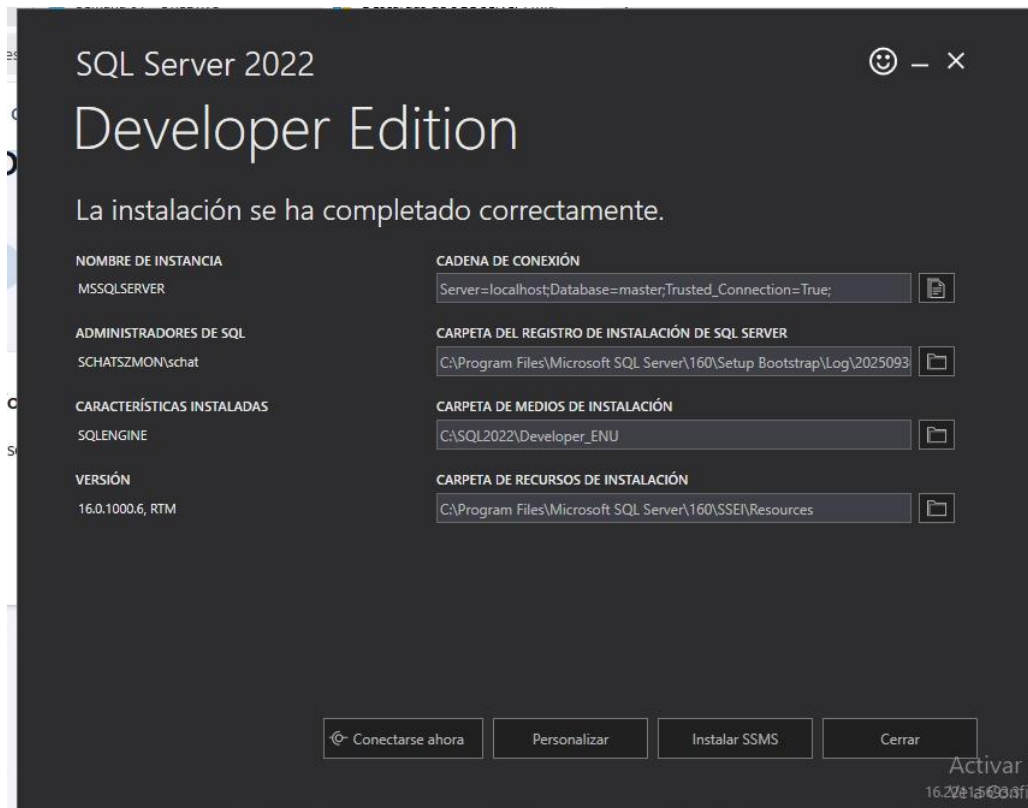 SQL Server 2022
Developer Edition
La instalación se ha completado correctamente.
NOMBRE DE INSTANCIA
MSSQLSERVER
CADENA DE CONEXIÓN
Server=localhost;Database=master;Trusted_Connection=True;
ADMINISTRADORES DE SQL
SCHATSZMON\schat
CARPETA DEL REGISTRO DE INSTALACIÓN DE SQL SERVER
C:\Program Files\Microsoft SQL Server\160\Setup Bootstrap\Log\2025093
CARACTERÍSTICAS INSTALADAS
SQLENGINE
CARPETA DE MEDIOS DE INSTALACIÓN
C:\SQL2022\Developer_ENU
VERSIÓN
16.0.1000.6, RTM
CARPETA DE RECURSOS DE INSTALACIÓN
C:\Program Files\Microsoft SQL Server\160\SSEI\Resources
Conectarse ahora
Personalizar
Instalar SSMS
Cerrar
Activar